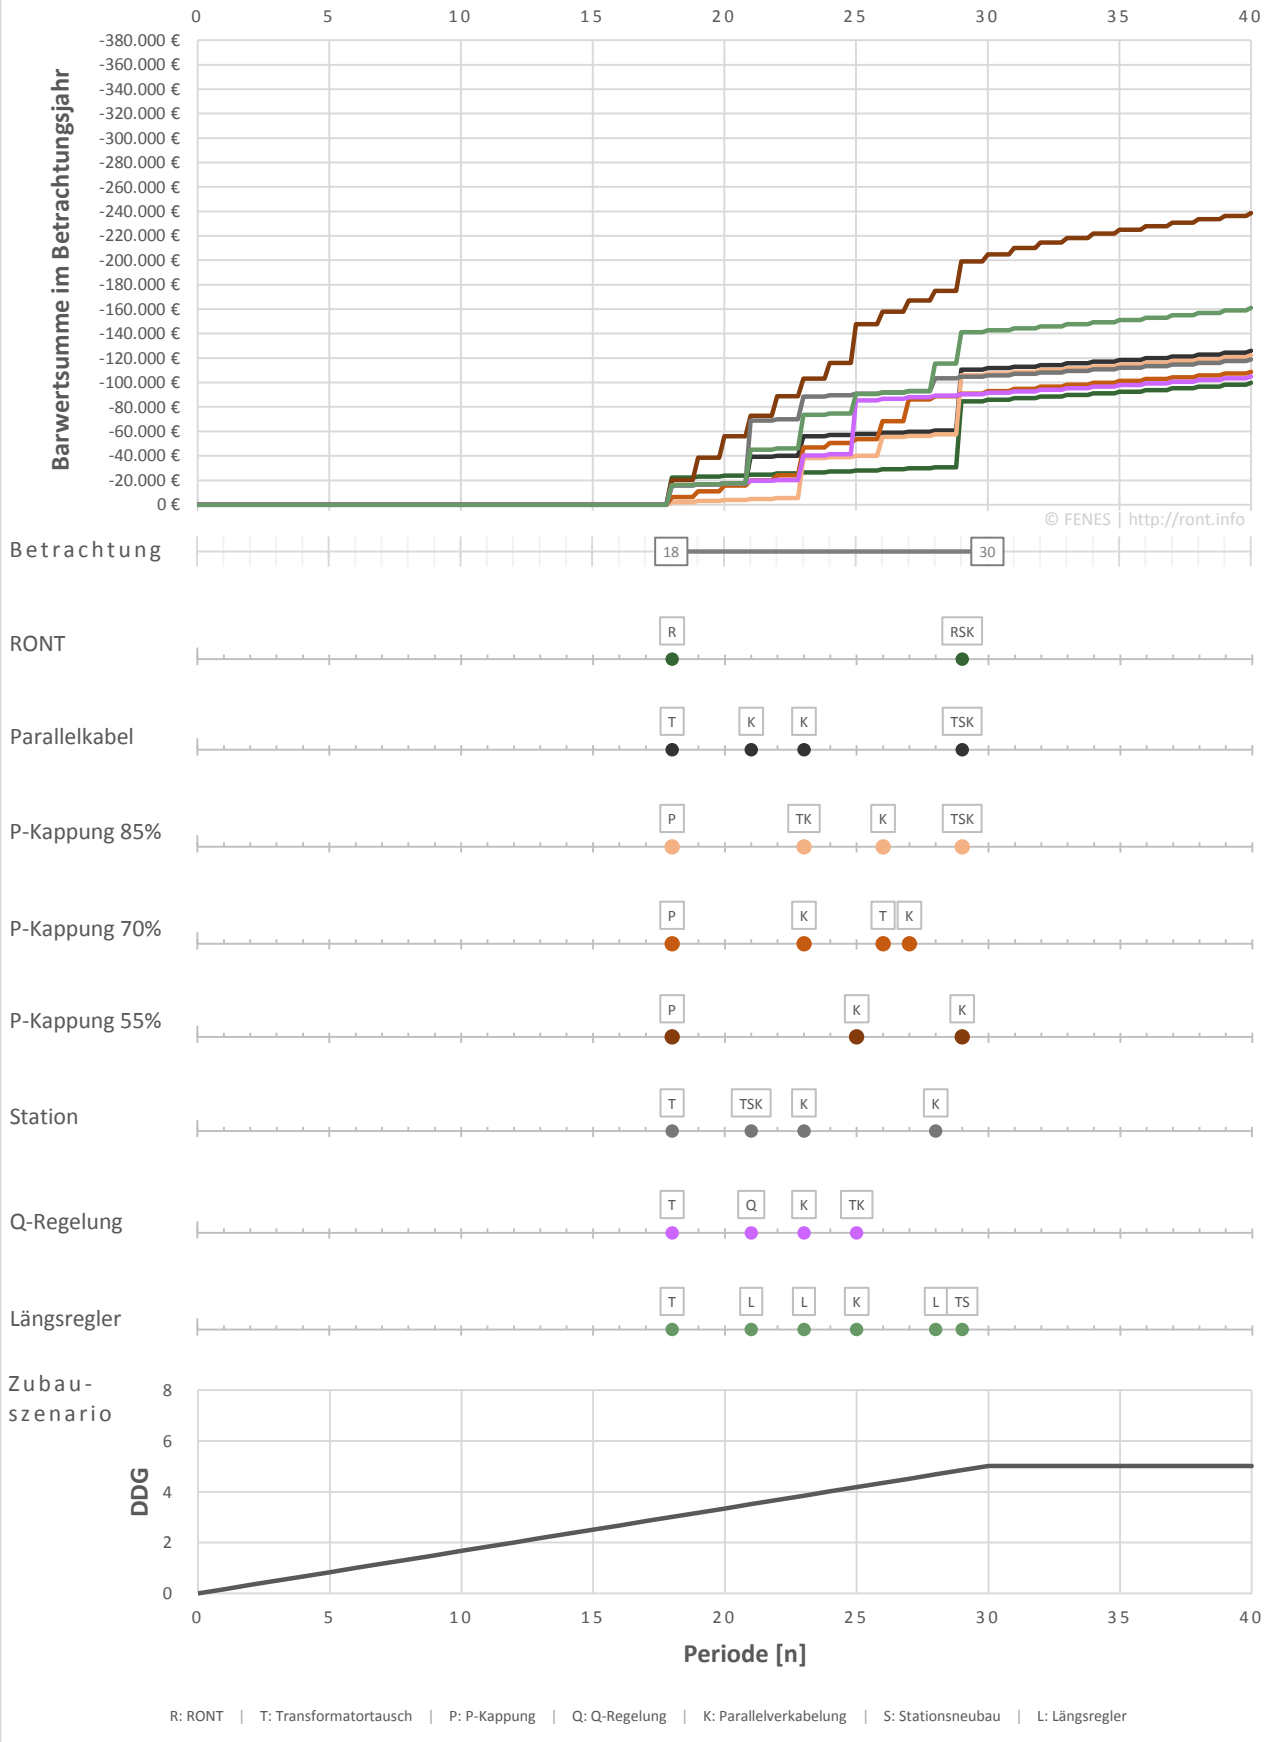 0 5 10 15 20 25 30 35 40
Barwertsumme im Betrachtungsjahr
-380.000 €
-360.000 €
-340.000 €
-320.000 €
-300.000 €
-280.000 €
-260.000 €
-240.000 €
-220.000 €
-200.000 €
-180.000 €
-160.000 €
-140.000 €
-120.000 €
-100.000 €
-80.000 €
-60.000 €
-40.000 €
-20.000 €
0 €
© FENES | http://ront.info
Betrachtung 18 30
RONT R RSK
Parallelkabel T K K TSK
P-Kappung 85% P TK K TSK
P-Kappung 70% P K T K
P-Kappung 55% P K K
Station T TSK K K
Q-Regelung T Q K TK
Längsregler T L L K L TS
Zubau-
szenario
DDG
8
6
4
2
0
0 5 10 15 20 25 30 35 40
Periode [n]
R: RONT | T: Transformatortausch | P: P-Kappung | Q: Q-Regelung | K: Parallelverkabelung | S: Stationsneubau | L: Längsregler